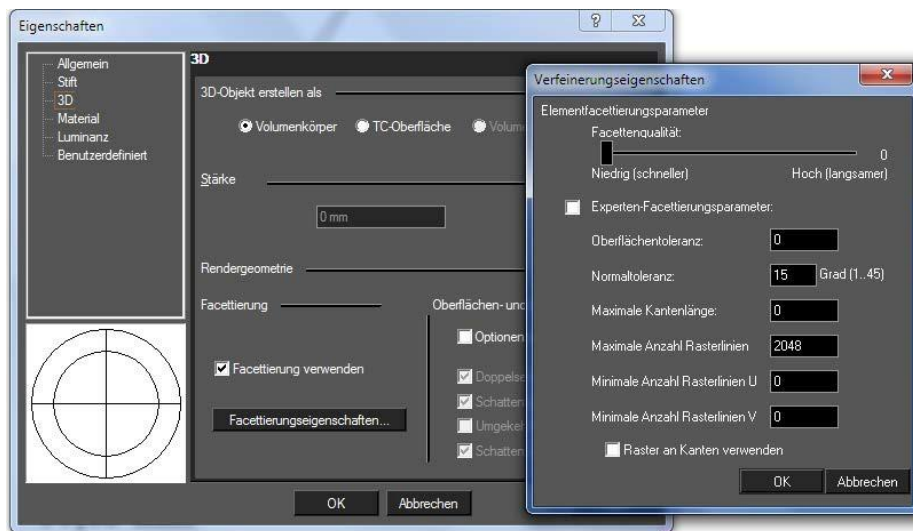 Eigenschaften
Allgemein
Stift
3D
Material
Luminanz
Benutzerdefiniert
3D
3D-Objekt erstellen als
Volumenkörper
TC-Oberfläche
Stärke
0 mm
Rendergeometrie
Facettierung
Oberflächen- und
Facettierung verwenden
Facettierungseigenschaften...
Optionen
Doppelse
Schatten
Umgekeh
Schatten
OK
Abbrechen
Verfeinerungseigenschaften
Elementfacettierungsparameter
Facettenqualität:
0
Niedrig (schneller) Hoch (langsamer)
Experten-Facettierungsparameter:
Oberflächentoleranz: 0
Normaltoleranz: 15 Grad (1..45)
Maximale Kantenlänge: 0
Maximale Anzahl Rasterlinien 2048
Minimale Anzahl Rasterlinien U 0
Minimale Anzahl Rasterlinien V 0
Raster an Kanten verwenden
OK Abbrechen